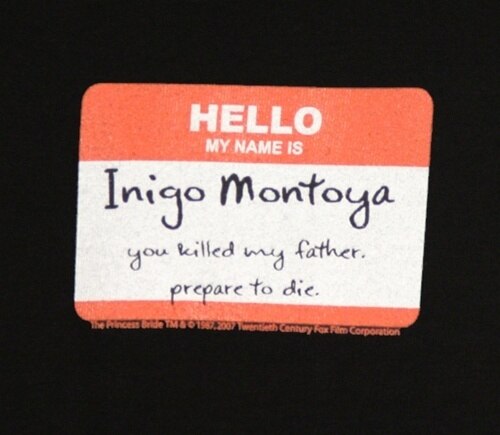 HELLO
MY NAME IS
Inigo Montoya
you killed my father.
prepare to die.
The Princess Bride TM & © 1987, 2007 Twentieth Century Fox Film Corporation